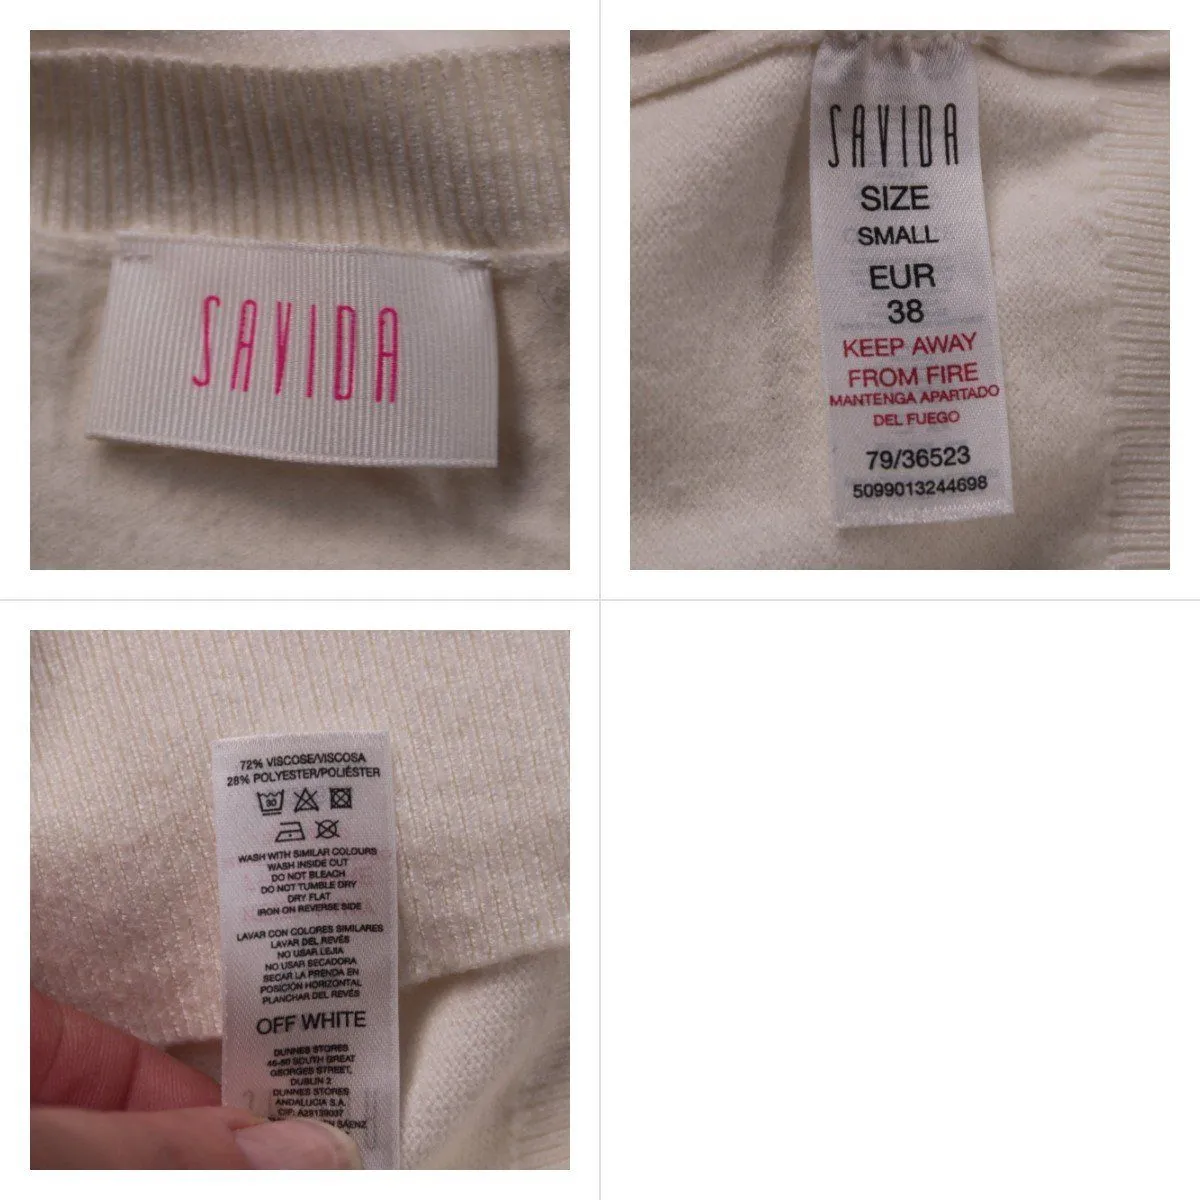 SAVIDA
SAVIDA
SIZE
SMALL
EUR
38
KEEP AWAY
FROM FIRE
MANTENGA APARTADO
DEL FUEGO
79/36523
5099013244698
72% VISCOSE/VISCOSA
28% POLYESTER/POLIÉSTER
30
WASH WITH SIMILAR COLOURS
WASH INSIDE OUT
DO NOT BLEACH
DO NOT TUMBLE DRY
DRY FLAT
IRON ON REVERSE SIDE
LAVAR CON COLORES SIMILARES
LAVAR DEL REVÉS
NO USAR LEJIA
NO USAR SECADORA
SECAR LA PRENDA EN
POSICIÓN HORIZONTAL
PLANCHAR DEL REVÉS
OFF WHITE
DUNNES STORES
46-50 SOUTH GREAT
GEORGES STREET,
DUBLIN 2
DUNNES STORES
ANDALUCIA S.A.
CIF: A29139037
SÁENZ